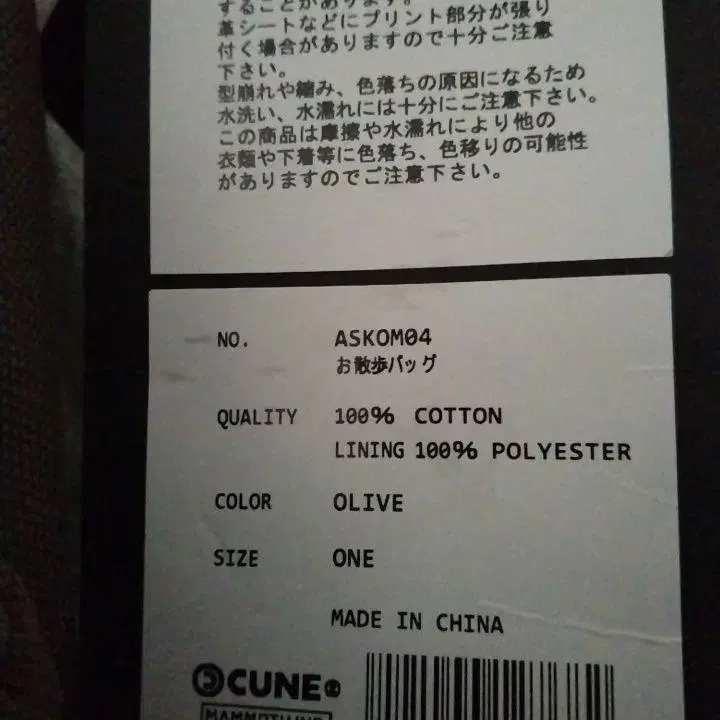 することがあります。
革シートなどにプリント部分が張り
付く場合がありますので十分ご注意
下さい。
型崩れや縮み、色落ちの原因になるため
水洗い、水濡れには十分にご注意下さい。
この商品は摩擦や水濡れにより他の
衣類や下着等に色落ち、色移りの可能性
がありますのでご注意下さい。
NO. ASKOM04
お散歩バッグ
QUALITY 100% COTTON
LINING 100% POLYESTER
COLOR OLIVE
SIZE ONE
MADE IN CHINA
CUNE®